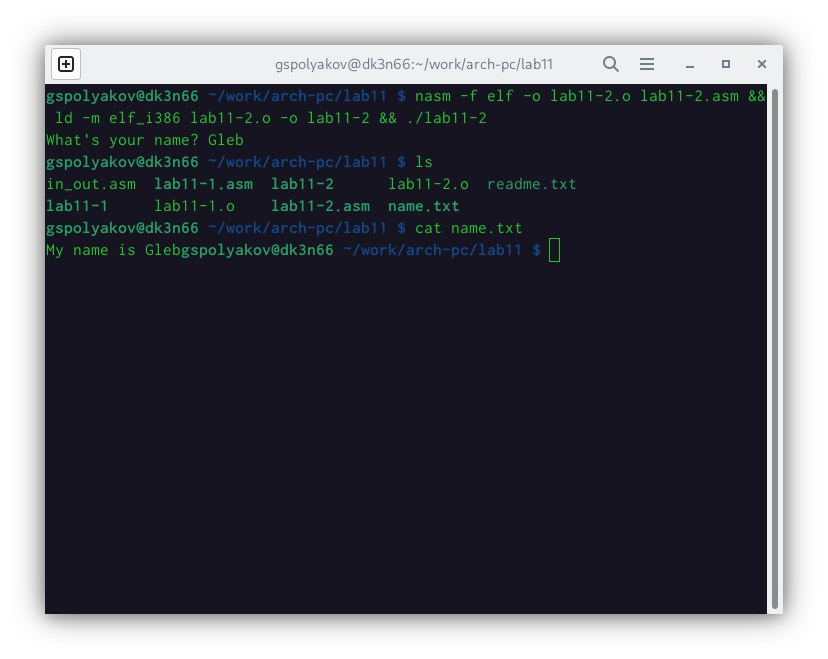 gspolyakov@dk3n66:~/work/arch-pc/lab11
gspolyakov@dk3n66 ~/work/arch-pc/lab11 $ nasm -f elf -o lab11-2.o lab11-2.asm &&
 ld -m elf_i386 lab11-2.o -o lab11-2 && ./lab11-2
What's your name? Gleb
gspolyakov@dk3n66 ~/work/arch-pc/lab11 $ ls
in_out.asm  lab11-1.asm  lab11-2      lab11-2.o  readme.txt
lab11-1     lab11-1.o    lab11-2.asm  name.txt
gspolyakov@dk3n66 ~/work/arch-pc/lab11 $ cat name.txt
My name is Glebgspolyakov@dk3n66 ~/work/arch-pc/lab11 $